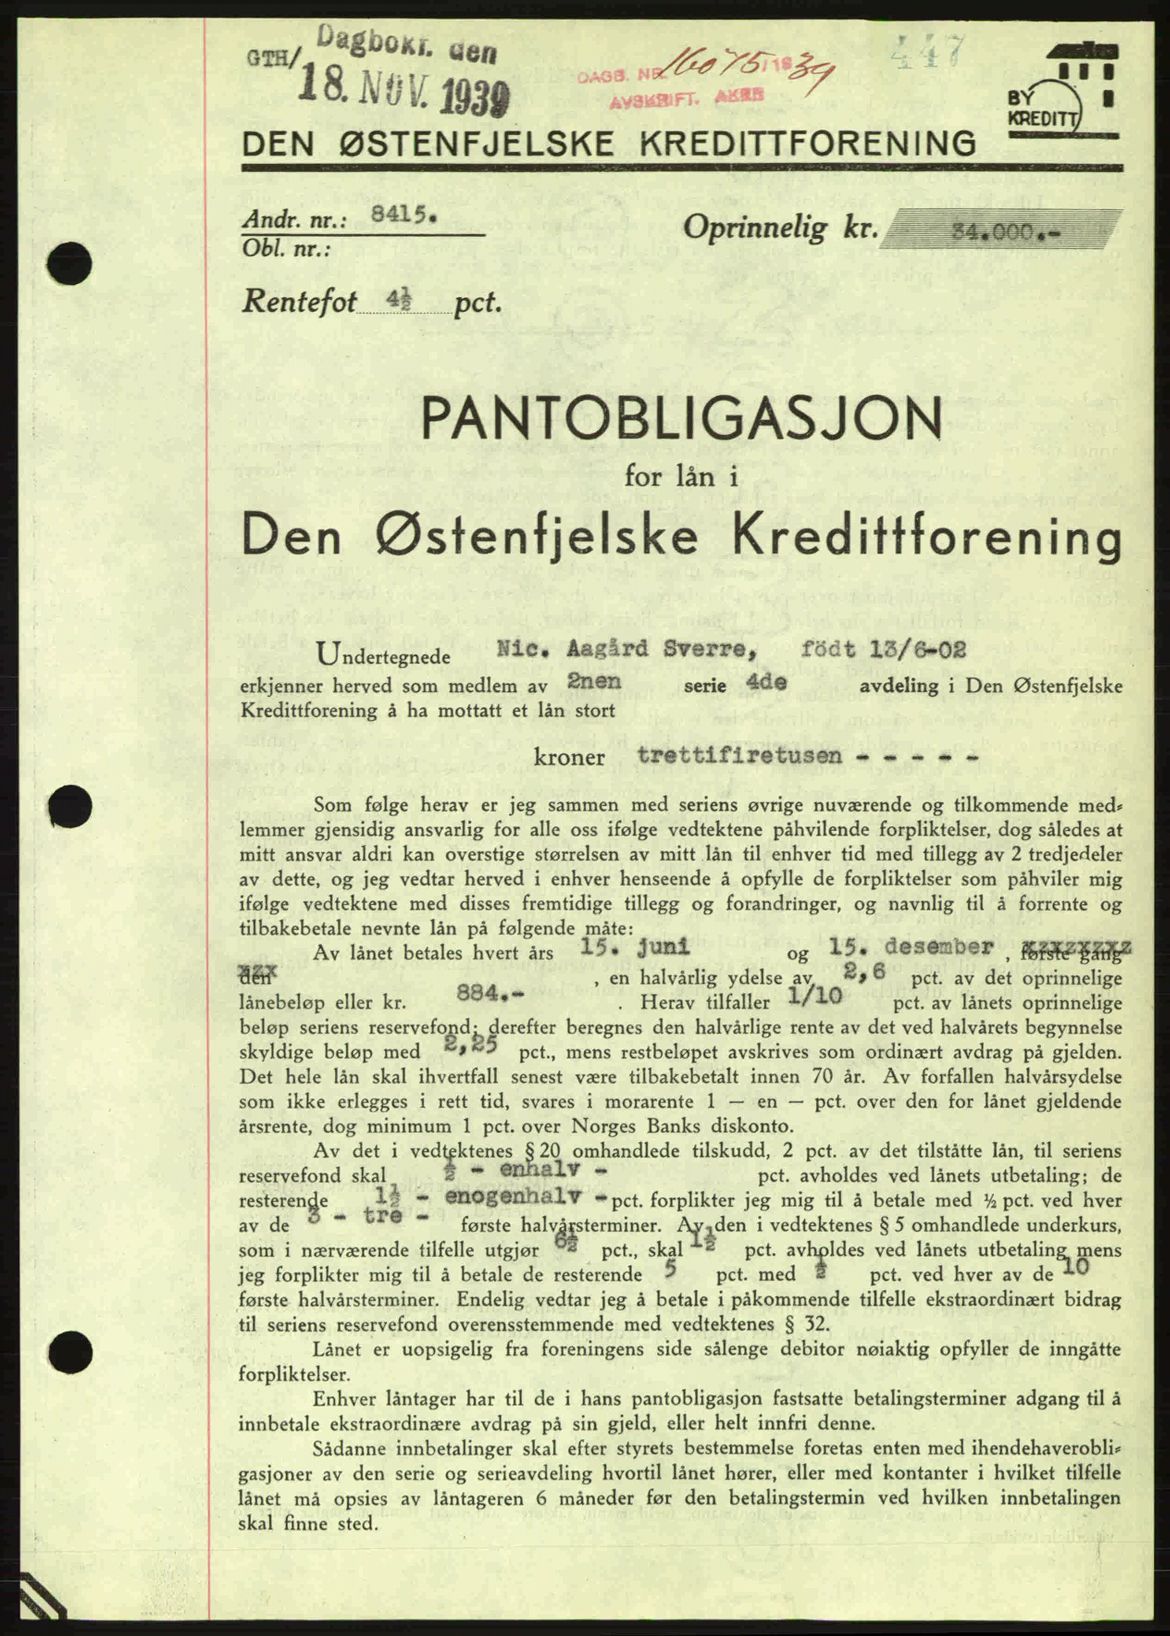 GTH/ Dagbokf. den
18. NOV. 1939
DAGB. NR. 16075/1939
AVSKRIFT. AKER
447
BY
KREDITT
DEN ØSTENFJELSKE KREDITTFORENING
Andr. nr.: 8415.
Obl. nr.:
Oprinnelig kr. 34.000.-
Rentefot 4½ pct.
PANTOBLIGASJON
for lån i
Den Østenfjelske Kredittforening
Undertegnede Nic. Aagård Sverre, födt 13/6-02
erkjenner herved som medlem av 2nen serie 4de avdeling i Den Østenfjelske
Kredittforening å ha mottatt et lån stort
kroner trettifiretusen - - - - -
Som følge herav er jeg sammen med seriens øvrige nuværende og tilkommende med-
lemmer gjensidig ansvarlig for alle oss ifølge vedtektene påhvilende forpliktelser, dog således at
mitt ansvar aldri kan overstige størrelsen av mitt lån til enhver tid med tillegg av 2 tredjedeler
av dette, og jeg vedtar herved i enhver henseende å opfylle de forpliktelser som påhviler mig
ifølge vedtektene med disses fremtidige tillegg og forandringer, og navnlig til å forrente og
tilbakebetale nevnte lån på følgende måte:
Av lånet betales hvert års 15. juni og 15. desember, første gang
den , en halvårlig ydelse av 2,6 pct. av det oprinnelige
lånebeløp eller kr. 884.- . Herav tilfaller 1/10 pct. av lånets oprinnelige
beløp seriens reservefond; derefter beregnes den halvårlige rente av det ved halvårets begynnelse
skyldige beløp med 2,25 pct., mens restbeløpet avskrives som ordinært avdrag på gjelden.
Det hele lån skal ihvertfall senest være tilbakebetalt innen 70 år. Av forfallen halvårsydelse
som ikke erlegges i rett tid, svares i morarente 1 — en — pct. over den for lånet gjeldende
årsrente, dog minimum 1 pct. over Norges Banks diskonto.
Av det i vedtektenes § 20 omhandlede tilskudd, 2 pct. av det tilståtte lån, til seriens
reservefond skal ½ - enhalv - pct. avholdes ved lånets utbetaling; de
resterende 1½ - enogenhalv - pct. forplikter jeg mig til å betale med ½ pct. ved hver
av de 3 - tre - første halvårsterminer. Av den i vedtektenes § 5 omhandlede underkurs,
som i nærværende tilfelle utgjør 6½ pct., skal 1½ pct. avholdes ved lånets utbetaling mens
jeg forplikter mig til å betale de resterende 5 pct. med ½ pct. ved hver av de 10
første halvårsterminer. Endelig vedtar jeg å betale i påkommende tilfelle ekstraordinært bidrag
til seriens reservefond overensstemmende med vedtektenes § 32.
Lånet er uopsigelig fra foreningens side sålenge debitor nøiaktig opfyller de inngåtte
forpliktelser.
Enhver låntager har til de i hans pantobligasjon fastsatte betalingsterminer adgang til å
innbetale ekstraordinære avdrag på sin gjeld, eller helt innfri denne.
Sådanne innbetalinger skal efter styrets bestemmelse foretas enten med ihendehaverobli-
gasjoner av den serie og serieavdeling hvortil lånet hører, eller med kontanter i hvilket tilfelle
lånet må opsies av låntageren 6 måneder før den betalingstermin ved hvilken innbetalingen
skal finne sted.